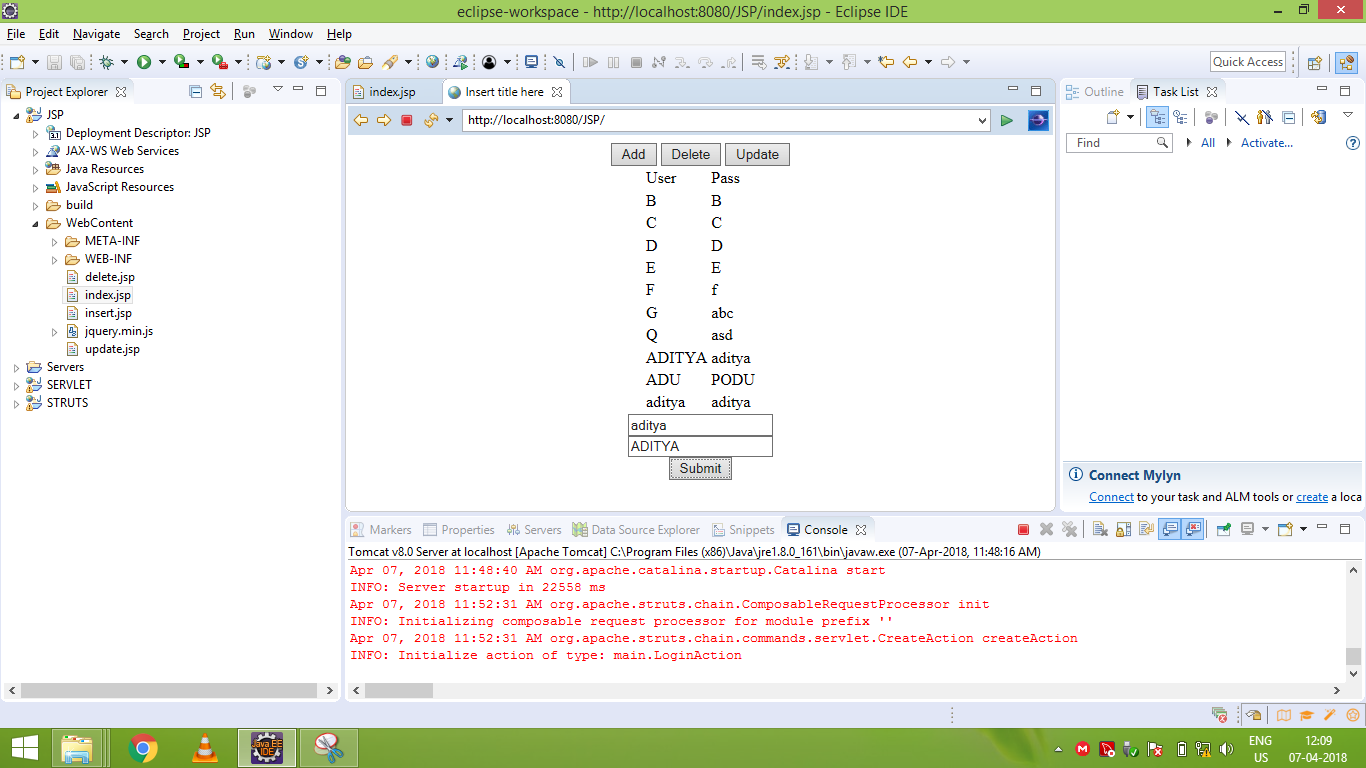 eclipse-workspace - http://localhost:8080/JSP/index.jsp - Eclipse IDE
File Edit Navigate Search Project Run Window Help
Quick Access
Project Explorer
JSP
Deployment Descriptor: JSP
JAX-WS Web Services
Java Resources
JavaScript Resources
build
WebContent
META-INF
WEB-INF
delete.jsp
index.jsp
insert.jsp
jquery.min.js
update.jsp
Servers
SERVLET
STRUTS
index.jsp Insert title here
http://localhost:8080/JSP/
Add Delete Update
User Pass
B B
C C
D D
E E
F f
G abc
Q asd
ADITYA aditya
ADU PODU
aditya aditya
aditya
ADITYA
Submit
Outline Task List
Find All Activate...
Connect Mylyn
Connect to your task and ALM tools or create a loca
Markers Properties Servers Data Source Explorer Snippets Console
Tomcat v8.0 Server at localhost [Apache Tomcat] C:\Program Files (x86)\Java\jre1.8.0_161\bin\javaw.exe (07-Apr-2018, 11:48:16 AM)
Apr 07, 2018 11:48:40 AM org.apache.catalina.startup.Catalina start
INFO: Server startup in 22558 ms
Apr 07, 2018 11:52:31 AM org.apache.struts.chain.ComposableRequestProcessor init
INFO: Initializing composable request processor for module prefix ''
Apr 07, 2018 11:52:31 AM org.apache.struts.chain.commands.servlet.CreateAction createAction
INFO: Initialize action of type: main.LoginAction
Java EE
IDE
ENG
US
12:09
07-04-2018